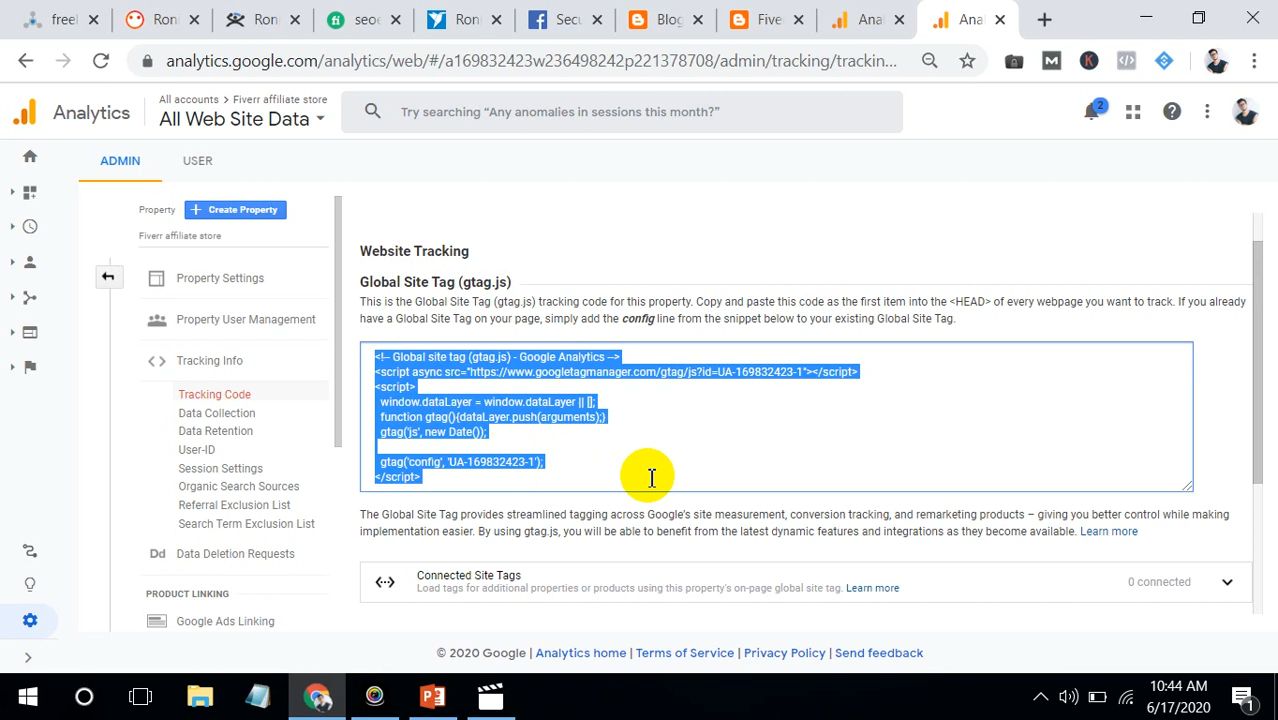 freel
Roni
Roni
seoe
Roni
Secu
Blog
Five
Anal
Anal
analytics.google.com/analytics/web/#/a169832423w236498242p221378708/admin/tracking/trackin...
Analytics
All accounts > Fiverr affiliate store
All Web Site Data
Try searching “Any anomalies in sessions this month?”
2
ADMIN
USER
Property
+ Create Property
Fiverr affiliate store
Property Settings
Property User Management
Tracking Info
Tracking Code
Data Collection
Data Retention
User-ID
Session Settings
Organic Search Sources
Referral Exclusion List
Search Term Exclusion List
Dd Data Deletion Requests
PRODUCT LINKING
Google Ads Linking
Website Tracking
Global Site Tag (gtag.js)
This is the Global Site Tag (gtag.js) tracking code for this property. Copy and paste this code as the first item into the <HEAD> of every webpage you want to track. If you already
have a Global Site Tag on your page, simply add the config line from the snippet below to your existing Global Site Tag.
<!-- Global site tag (gtag.js) - Google Analytics -->
<script async src="https://www.googletagmanager.com/gtag/js?id=UA-169832423-1"></script>
<script>
window.dataLayer = window.dataLayer || [];
function gtag(){dataLayer.push(arguments);}
gtag('js', new Date());
gtag('config', 'UA-169832423-1');
</script>
The Global Site Tag provides streamlined tagging across Google's site measurement, conversion tracking, and remarketing products – giving you better control while making
implementation easier. By using gtag.js, you will be able to benefit from the latest dynamic features and integrations as they become available. Learn more
Connected Site Tags
Load tags for additional properties or products using this property's on-page global site tag. Learn more
0 connected
© 2020 Google | Analytics home | Terms of Service | Privacy Policy | Send feedback
10:44 AM
6/17/2020
1